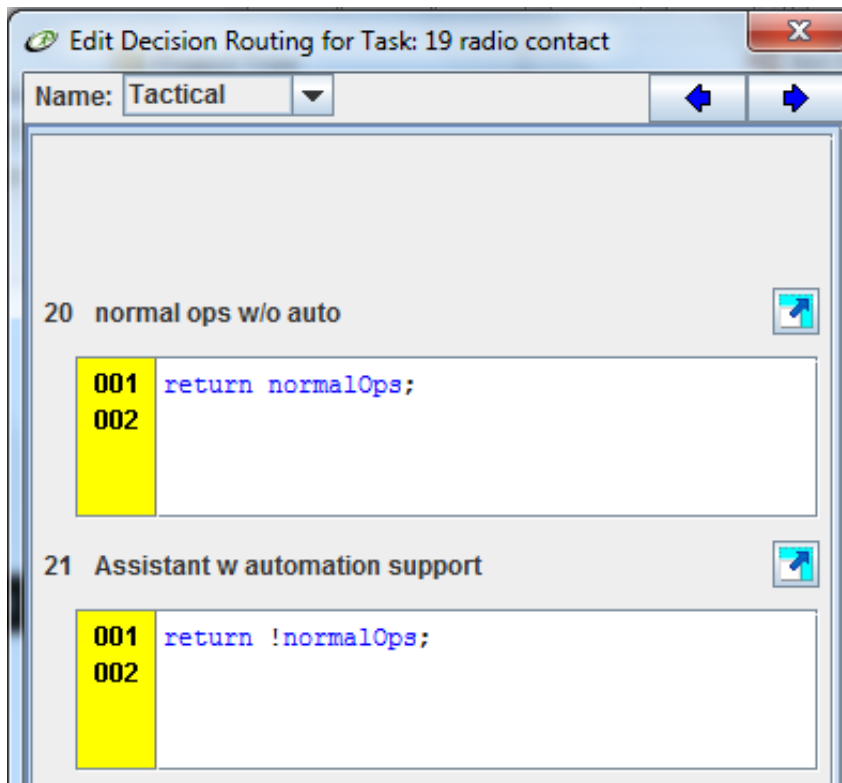 Edit Decision Routing for Task: 19 radio contact
X
Name: Tactical
20 normal ops w/o auto
001 return normalOps;
002
21 Assistant w automation support
001 return !normalOps;
002